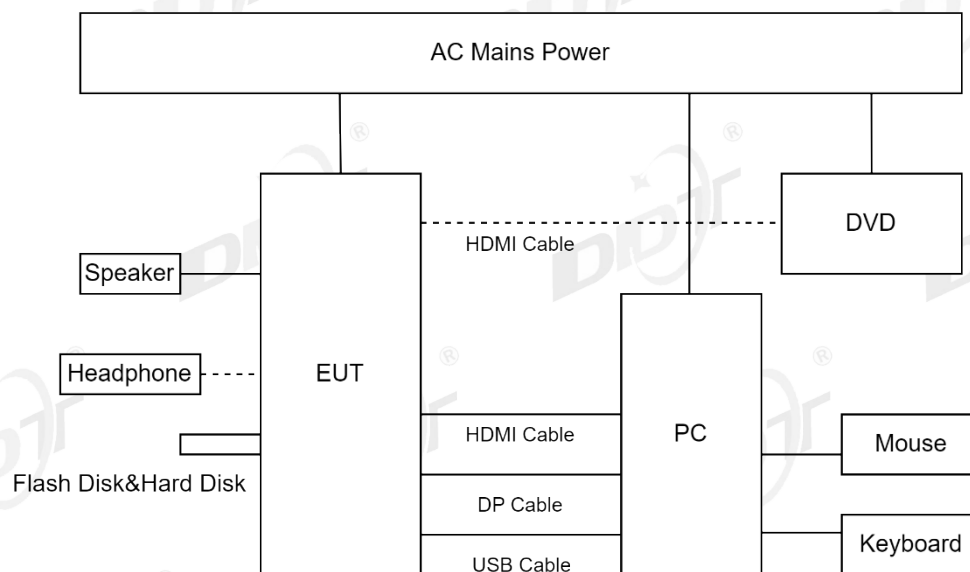 AC Mains Power
DVD
HDMI Cable
Speaker
Headphone
EUT
HDMI Cable
PC
Mouse
Flash Disk&Hard Disk
DP Cable
Keyboard
USB Cable